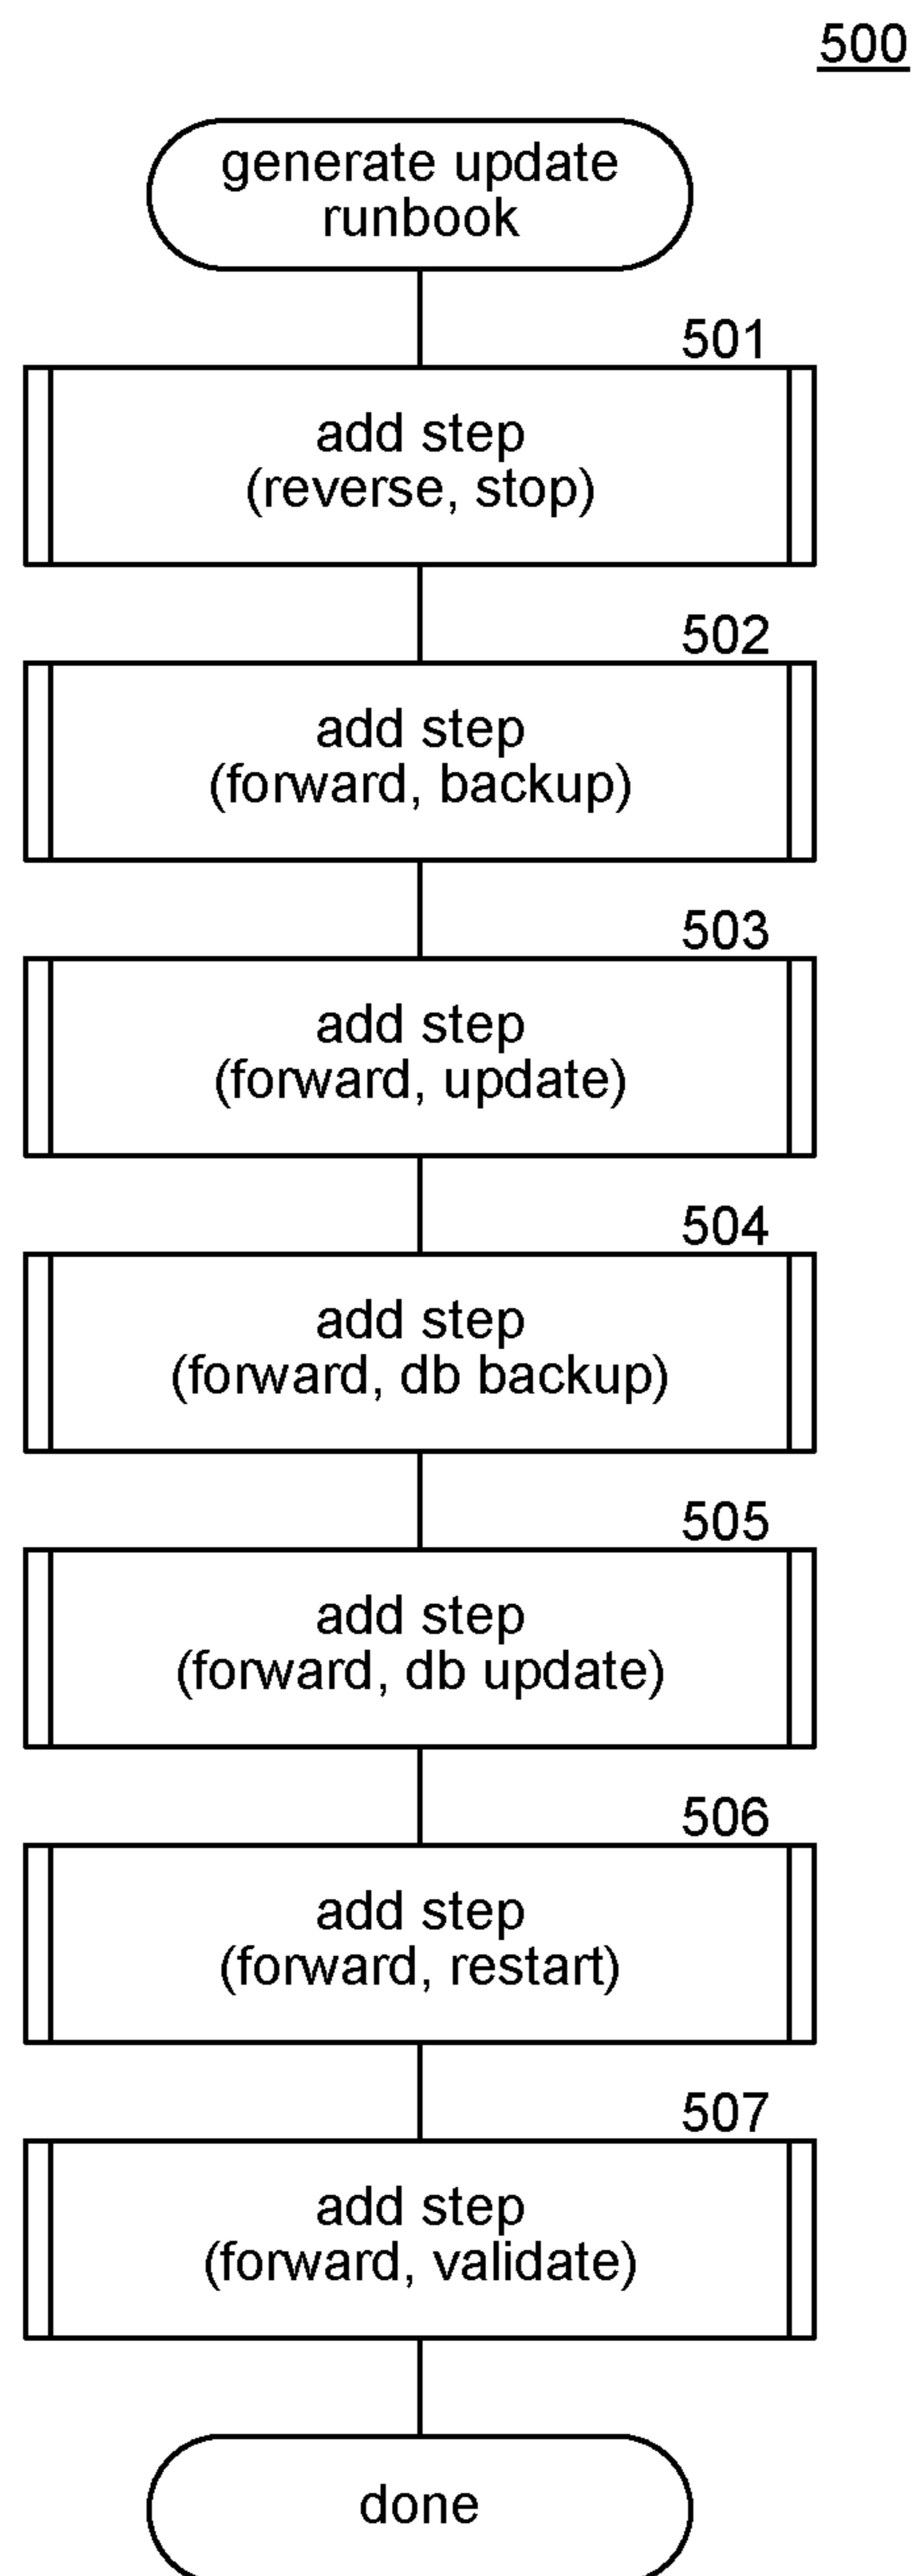 500
generate update
runbook
501
add step
(reverse, stop)
502
add step
(forward, backup)
503
add step
(forward, update)
504
add step
(forward, db backup)
505
add step
(forward, db update)
506
add step
(forward, restart)
507
add step
(forward, validate)
done